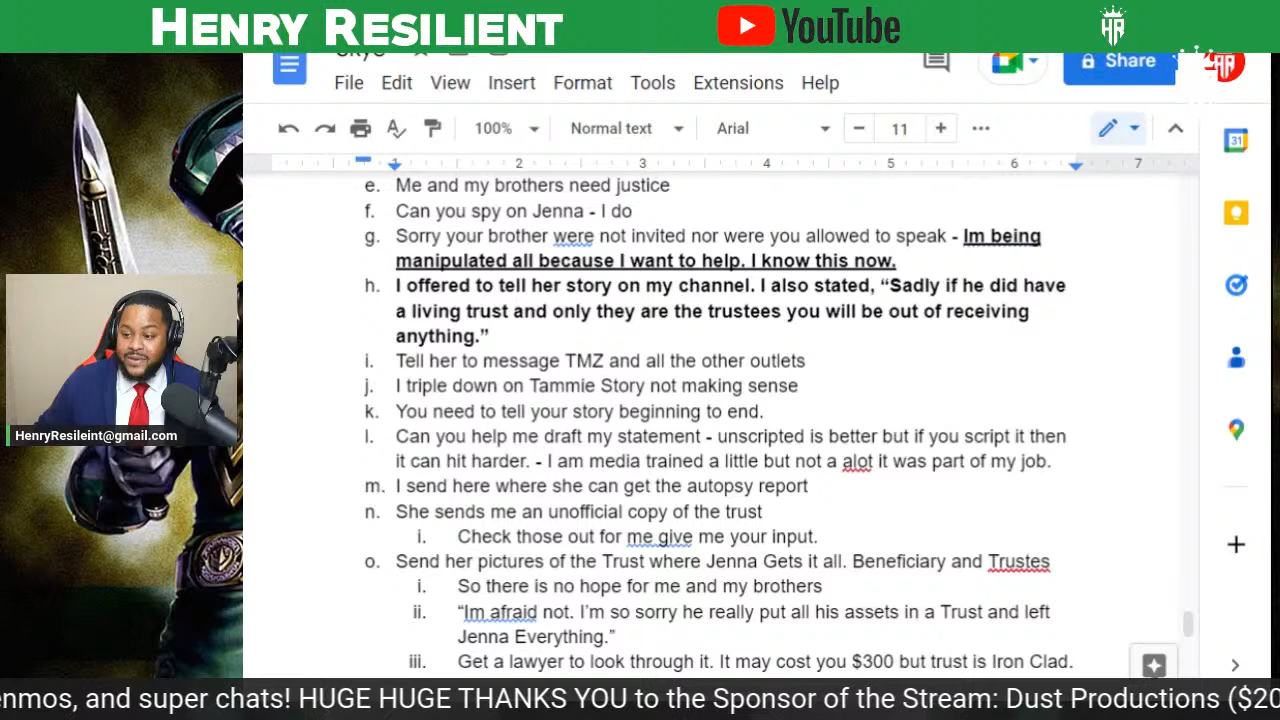 HENRY RESILIENT
YouTube
HR
File Edit View Insert Format Tools Extensions Help
Share
100% Normal text Arial 11
1 2 3 4 5 6 7
31
e. Me and my brothers need justice
f. Can you spy on Jenna - I do
g. Sorry your brother were not invited nor were you allowed to speak - Im being
manipulated all because I want to help. I know this now.
h. I offered to tell her story on my channel. I also stated, “Sadly if he did have
a living trust and only they are the trustees you will be out of receiving
anything.”
i. Tell her to message TMZ and all the other outlets
j. I triple down on Tammie Story not making sense
k. You need to tell your story beginning to end.
l. Can you help me draft my statement - unscripted is better but if you script it then
it can hit harder. - I am media trained a little but not a alot it was part of my job.
m. I send here where she can get the autopsy report
n. She sends me an unofficial copy of the trust
i. Check those out for me give me your input.
o. Send her pictures of the Trust where Jenna Gets it all. Beneficiary and Trustes
i. So there is no hope for me and my brothers
ii. “Im afraid not. I’m so sorry he really put all his assets in a Trust and left
Jenna Everything.”
iii. Get a lawyer to look through it. It may cost you $300 but trust is Iron Clad.
HenryResileint@gmail.com
enmos, and super chats! HUGE HUGE THANKS YOU to the Sponsor of the Stream: Dust Productions ($20